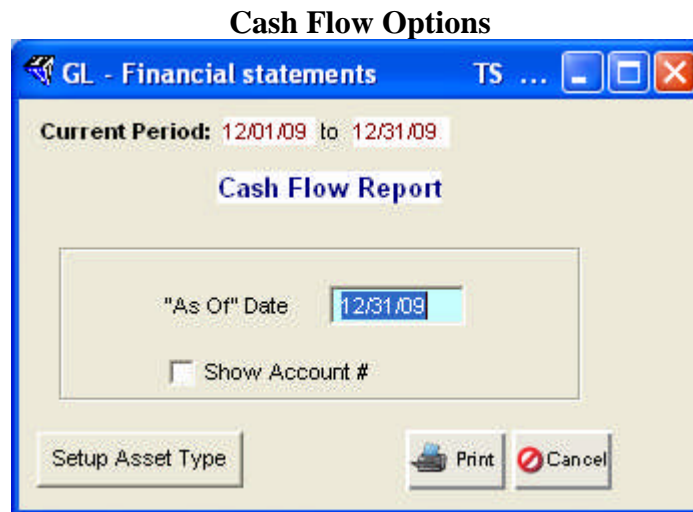 Cash Flow Options
GL - Financial statements TS ...
Current Period: 12/01/09 to 12/31/09
Cash Flow Report
"As Of" Date 12/31/09
Show Account #
Setup Asset Type Print Cancel